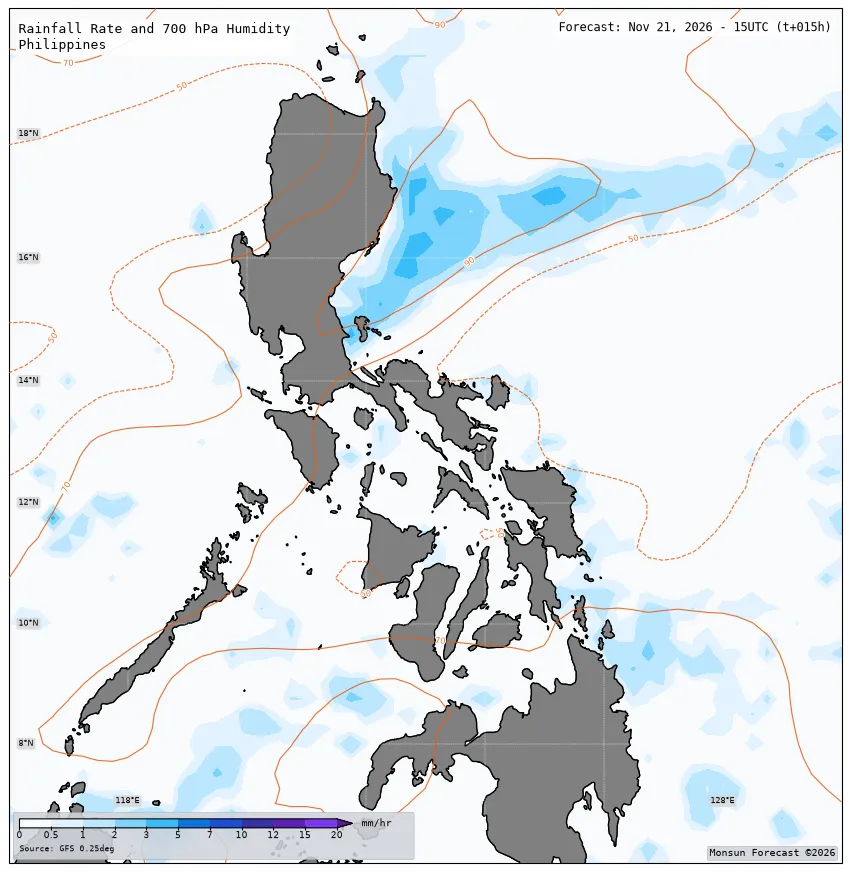 Rainfall Rate and 700 hPa Humidity
Philippines
Forecast: Nov 21, 2026 - 15UTC (t+015h)
90
70
50
18°N
16°N
50
90
50
14°N
70
12°N
50
90
10°N
70
8°N
118°E
128°E
0 0.5 1 2 3 5 7 10 12 15 20 mm/hr
Source: GFS 0.25deg
Monsun Forecast ©2026